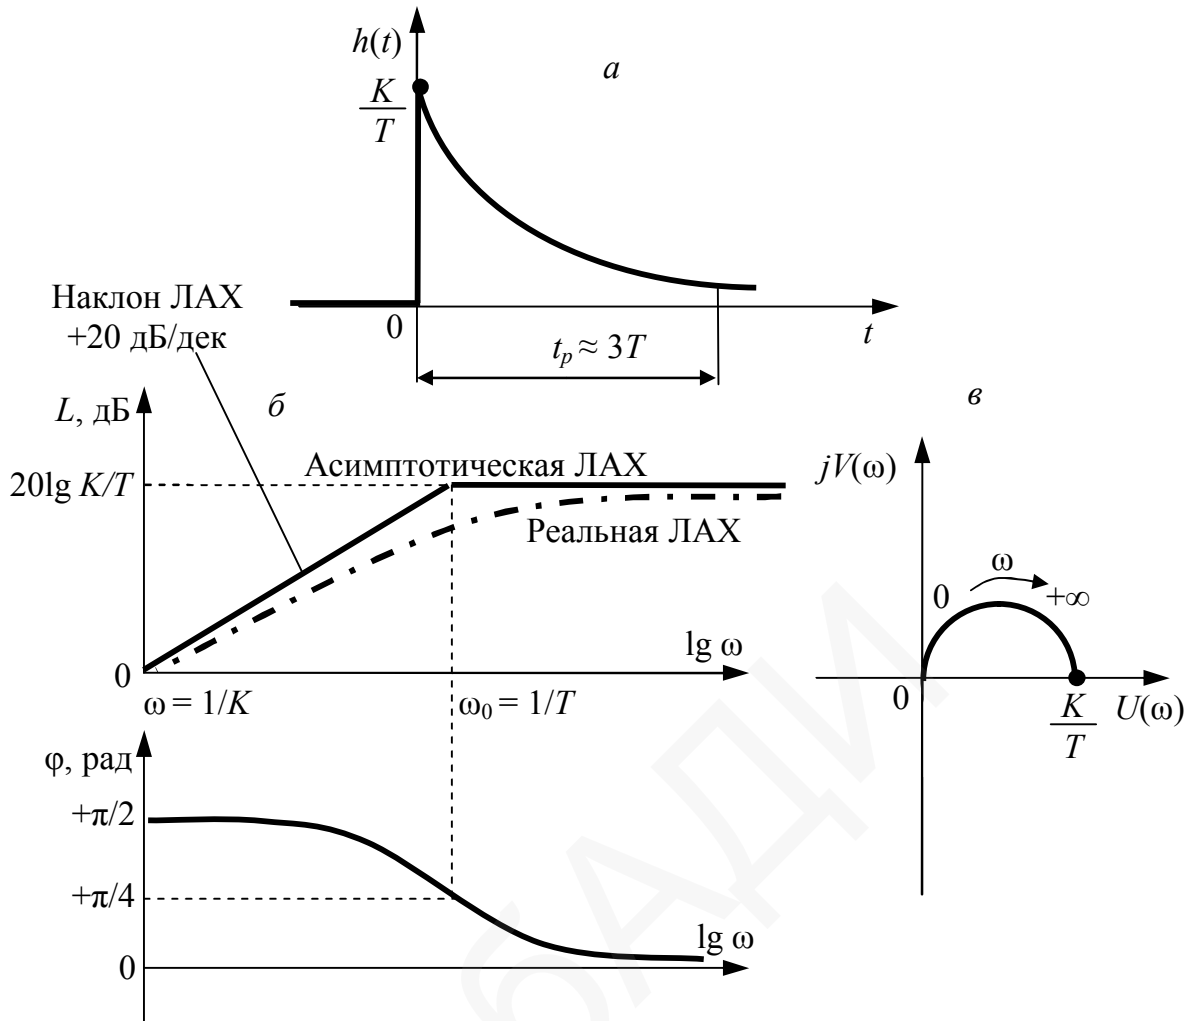 h(t)
а
K
T
0
t
tₚ ≈ 3T
Наклон ЛАХ
+20 дБ/дек
L, дБ
б
20lg K/T
Асимптотическая ЛАХ
Реальная ЛАХ
lg ω
0
ω = 1/K
ω₀ = 1/T
φ, рад
+π/2
+π/4
0
lg ω
в
jV(ω)
ω
0
+∞
0
K
T
U(ω)
бАДИ